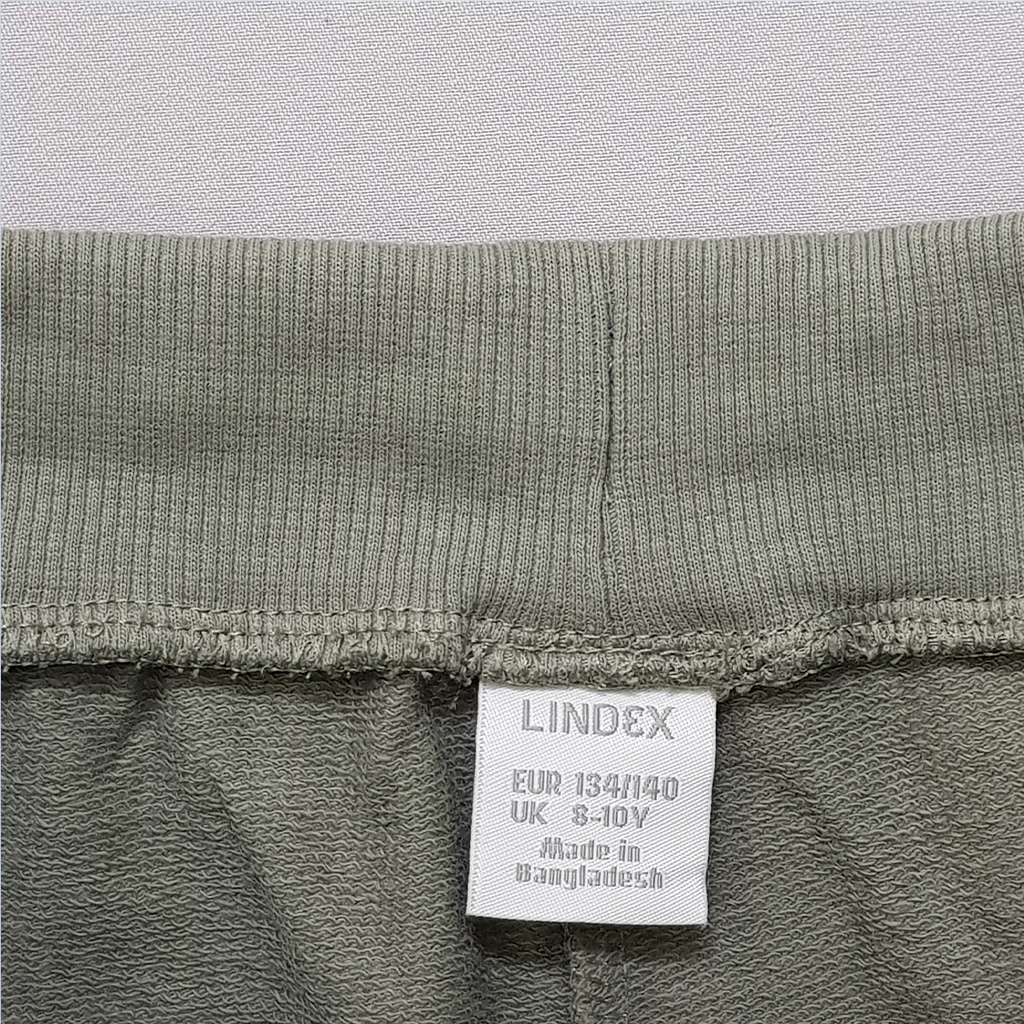 LINDEX
EUR 134/140
UK 8-10Y
Made in
Bangladesh